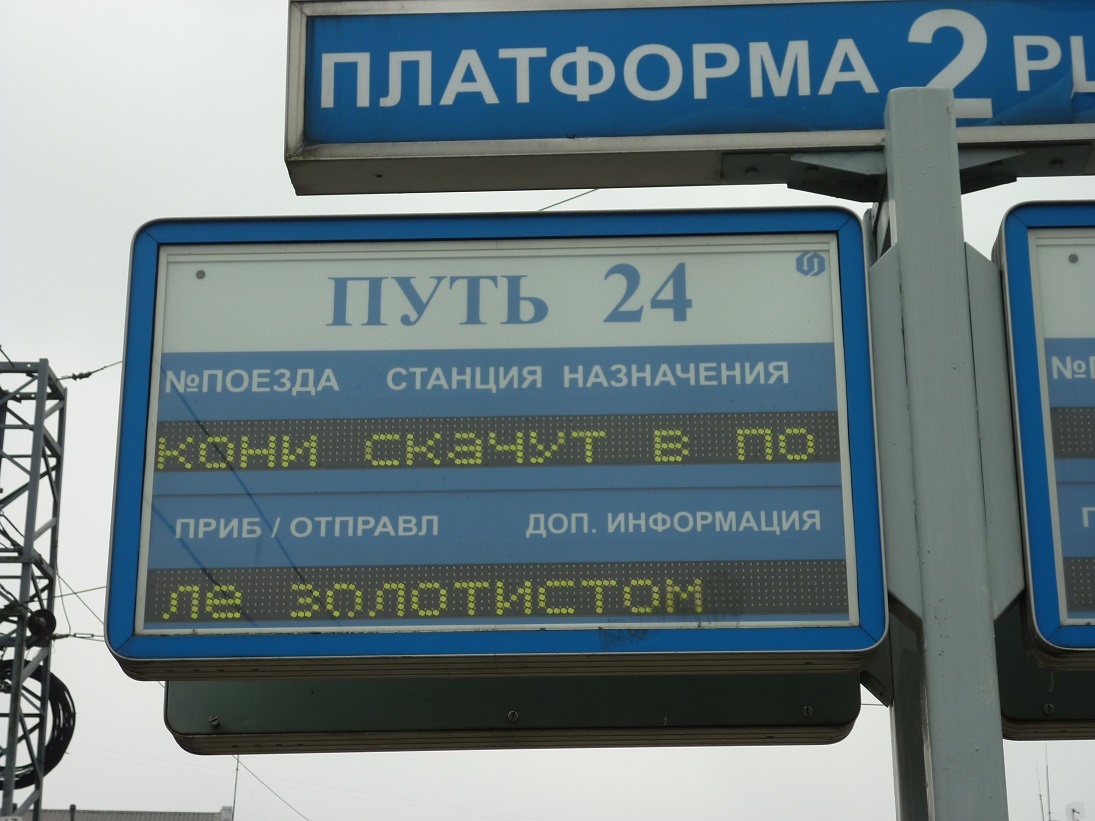 ПЛАТФОРМА 2
ПУТЬ 24
№ПОЕЗДА СТАНЦИЯ НАЗНАЧЕНИЯ
кони скачут в по
ПРИБ / ОТПРАВЛ ДОП. ИНФОРМАЦИЯ
ле золотистом